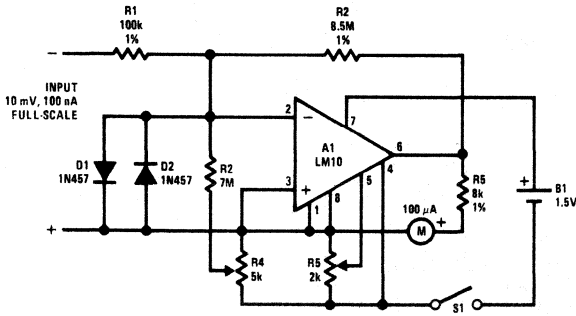 R1
100k
1%
R2
8.5M
1%
−
INPUT
10 mV, 100 nA
FULL-SCALE
2
−
7
A1
LM10
6
D1
1N457
D2
1N457
R2
7M
3
+
5
4
1
8
100 μA
+
M
R5
8k
1%
+
B1
1.5V
+
R4
5k
R5
2k
S1